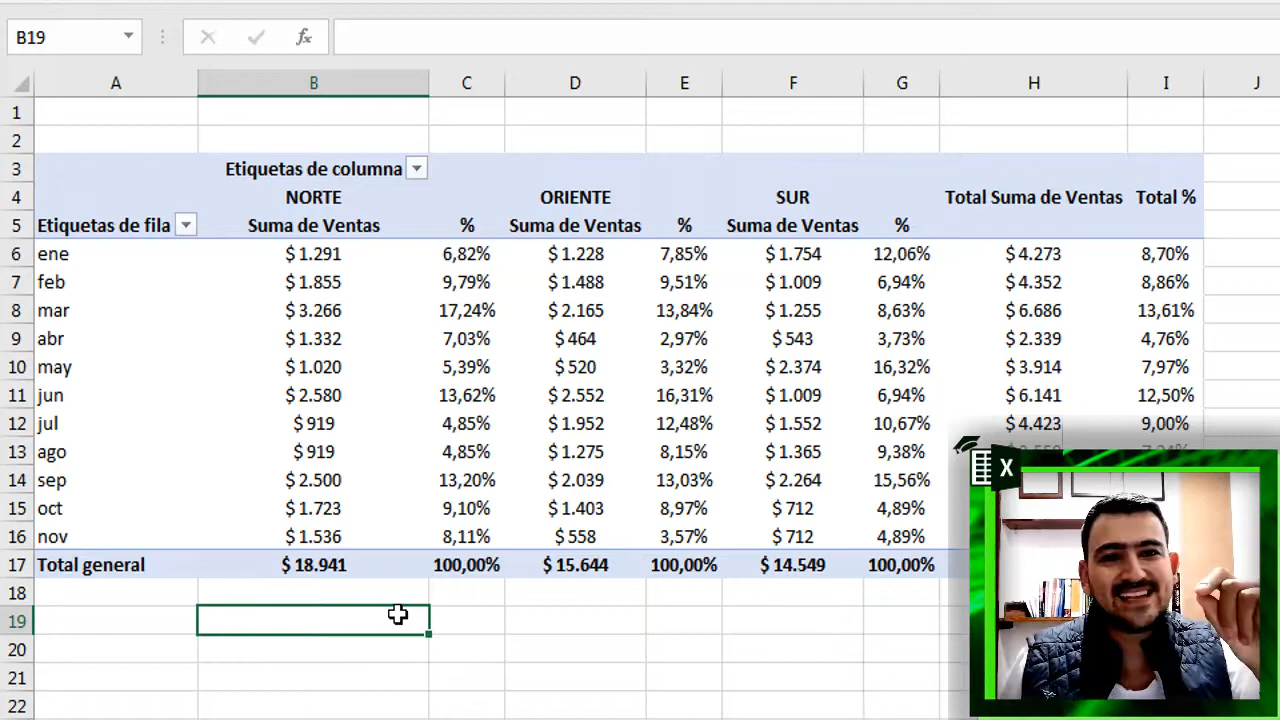 B19 fx
A B C D E F G H I J
1
2
3 Etiquetas de columna
4 NORTE ORIENTE SUR Total Suma de Ventas Total %
5 Etiquetas de fila Suma de Ventas % Suma de Ventas % Suma de Ventas %
6 ene $ 1.291 6,82% $ 1.228 7,85% $ 1.754 12,06% $ 4.273 8,70%
7 feb $ 1.855 9,79% $ 1.488 9,51% $ 1.009 6,94% $ 4.352 8,86%
8 mar $ 3.266 17,24% $ 2.165 13,84% $ 1.255 8,63% $ 6.686 13,61%
9 abr $ 1.332 7,03% $ 464 2,97% $ 543 3,73% $ 2.339 4,76%
10 may $ 1.020 5,39% $ 520 3,32% $ 2.374 16,32% $ 3.914 7,97%
11 jun $ 2.580 13,62% $ 2.552 16,31% $ 1.009 6,94% $ 6.141 12,50%
12 jul $ 919 4,85% $ 1.952 12,48% $ 1.552 10,67% $ 4.423 9,00%
13 ago $ 919 4,85% $ 1.275 8,15% $ 1.365 9,38%
14 sep $ 2.500 13,20% $ 2.039 13,03% $ 2.264 15,56%
15 oct $ 1.723 9,10% $ 1.403 8,97% $ 712 4,89%
16 nov $ 1.536 8,11% $ 558 3,57% $ 712 4,89%
17 Total general $ 18.941 100,00% $ 15.644 100,00% $ 14.549 100,00%
18
19
20
21
22
X